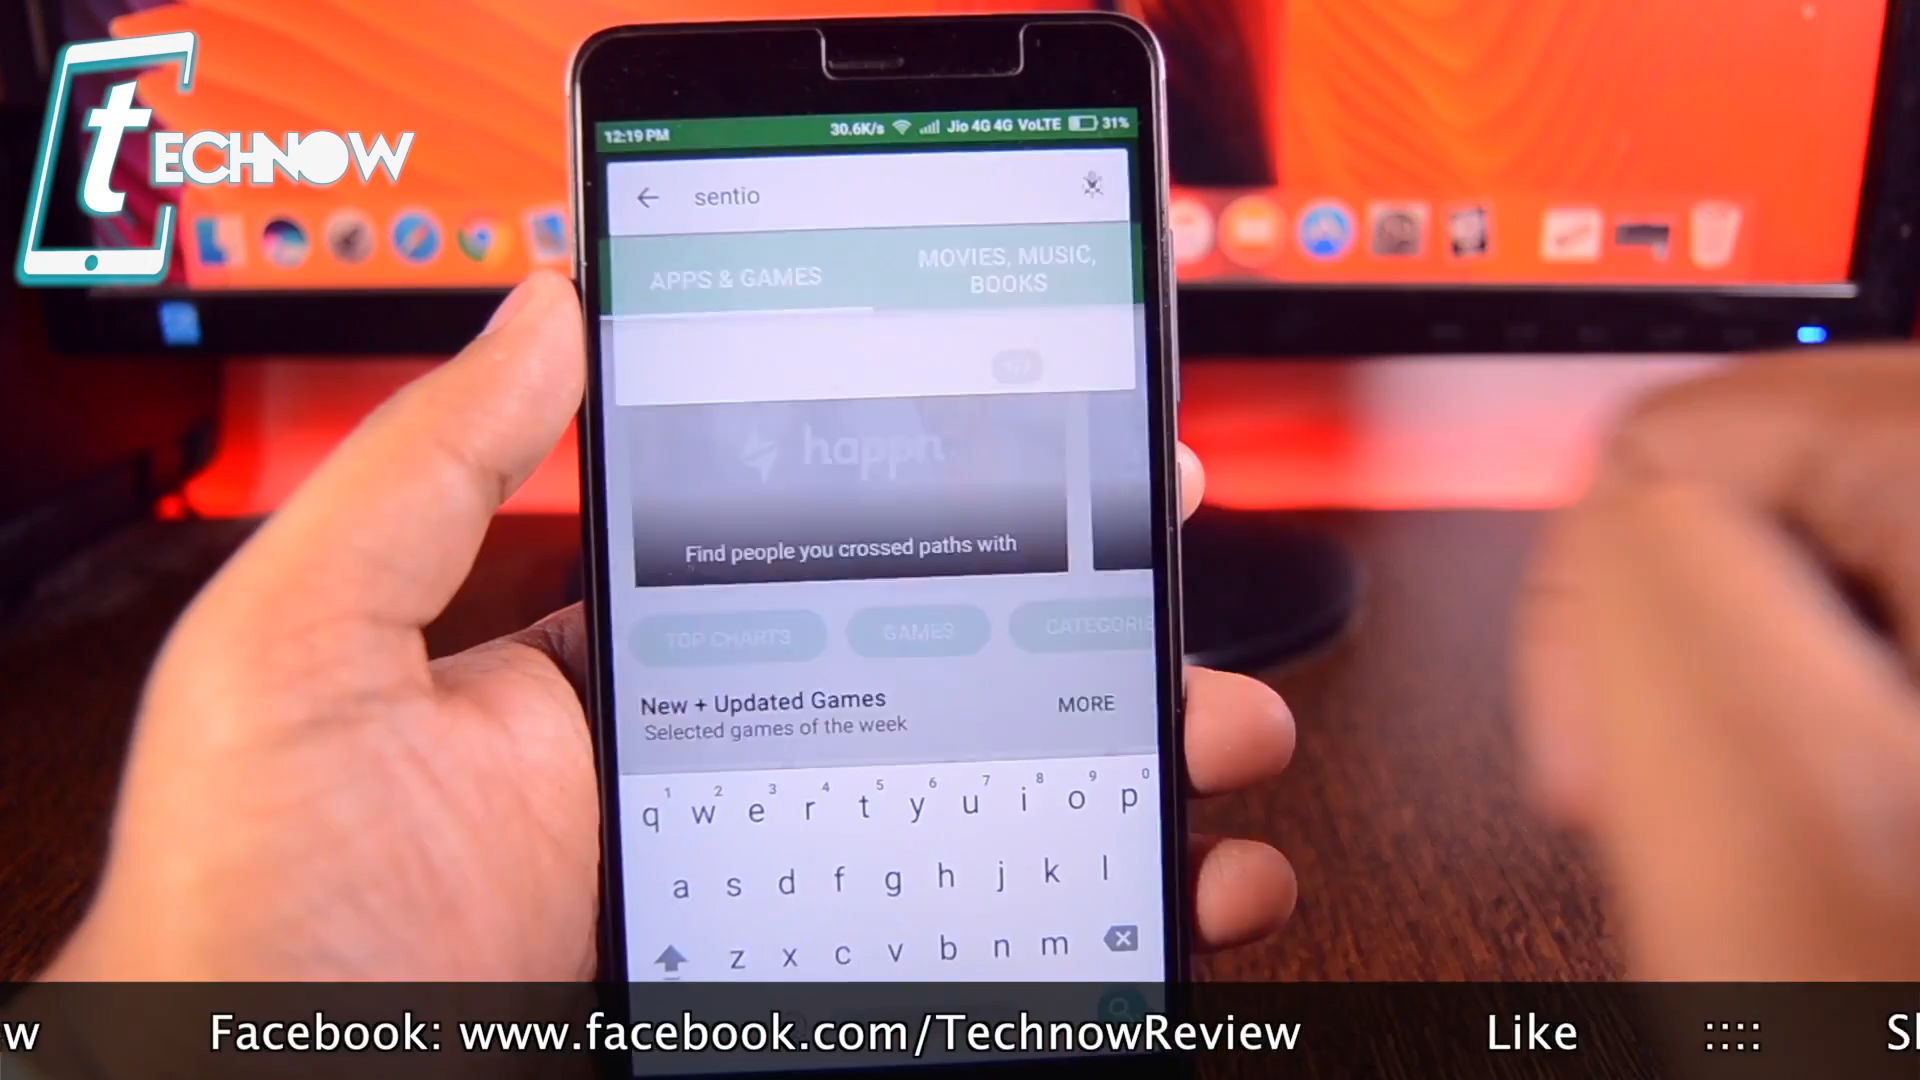 tECHNOW
12:19 PM 30.6K/s Jio 4G 4G VoLTE 31%
sentio
APPS & GAMES
MOVIES, MUSIC,
BOOKS
happn
Find people you crossed paths with
TOP CHARTS GAMES CATEGORIE
New + Updated Games MORE
Selected games of the week
1 2 3 4 5 6 7 8 9 0
q w e r t y u i o p
a s d f g h j k l
z x c v b n m
w Facebook: www.facebook.com/TechnowReview Like :::: Sh